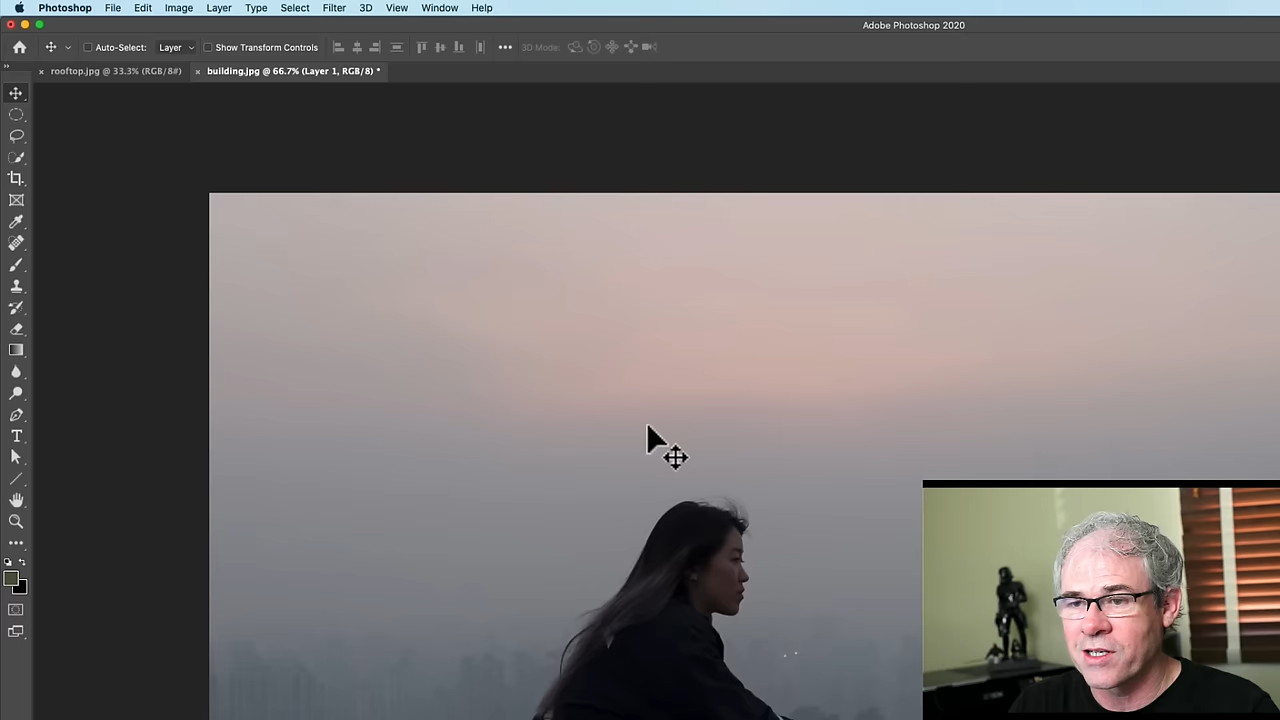 Photoshop File Edit Image Layer Type Select Filter 3D View Window Help
Adobe Photoshop 2020
Auto-Select: Layer Show Transform Controls 3D Mode:
rooftop.jpg @ 33.3% (RGB/8#) building.jpg @ 66.7% (Layer 1, RGB/8) *